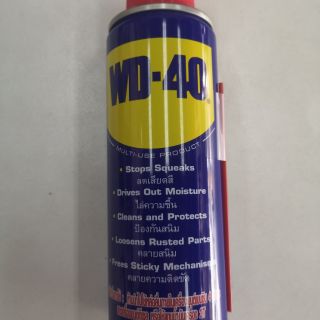 WD-40
MULTI-USE PRODUCT
• Stops Squeaks
ลดเสียดสี
• Drives Out Moisture
ไล่ความชื้น
• Cleans and Protects
ป้องกันสนิม
• Loosens Rusted Parts
คลายสนิม
• Frees Sticky Mechanisms
คลายความติดขัด